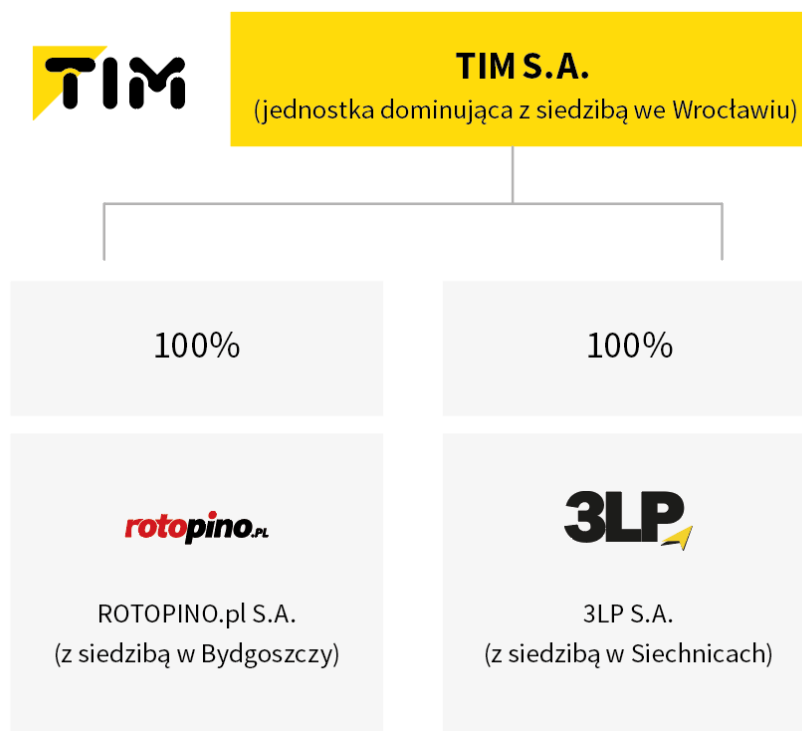 TIM
TIM S.A.
(jednostka dominująca z siedzibą we Wrocławiu)
100%
100%
rotopino.PL
3LP
ROTOPINO.pl S.A.
(z siedzibą w Bydgoszczy)
3LP S.A.
(z siedzibą w Siechnicach)